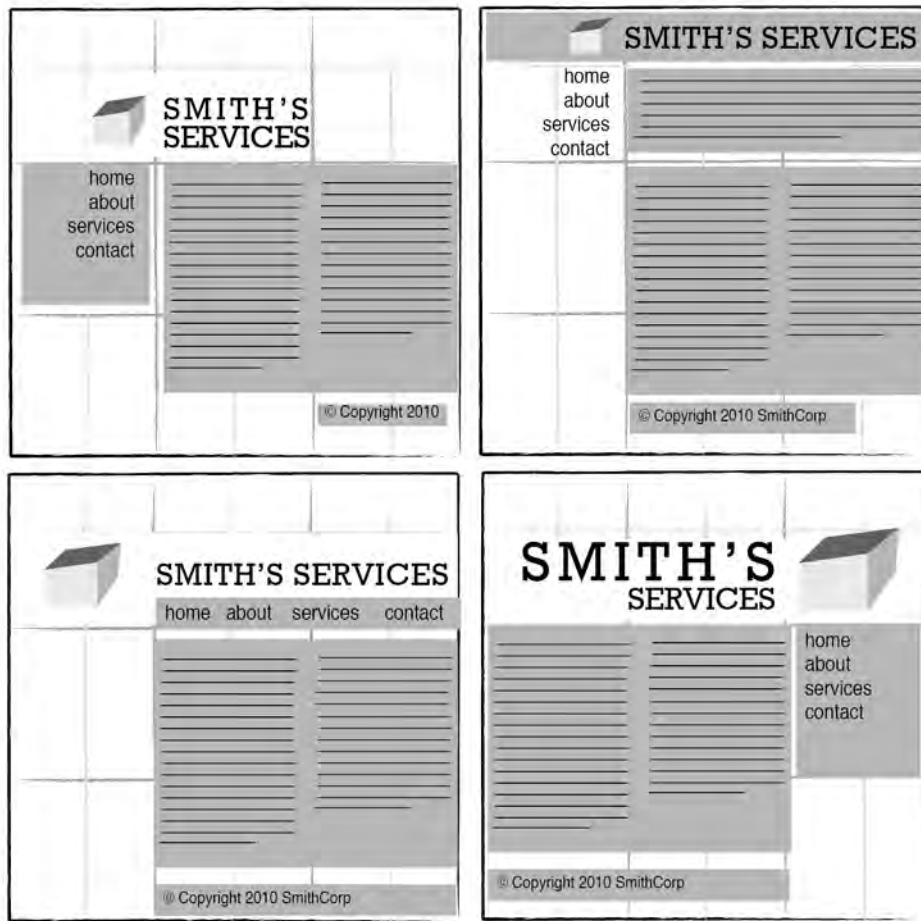 SMITH'S
SERVICES
home
about
services
contact
© Copyright 2010
SMITH'S SERVICES
home
about
services
contact
© Copyright 2010 SmithCorp
SMITH'S SERVICES
home about services contact
© Copyright 2010 SmithCorp
SMITH'S
SERVICES
home
about
services
contact
© Copyright 2010 SmithCorp